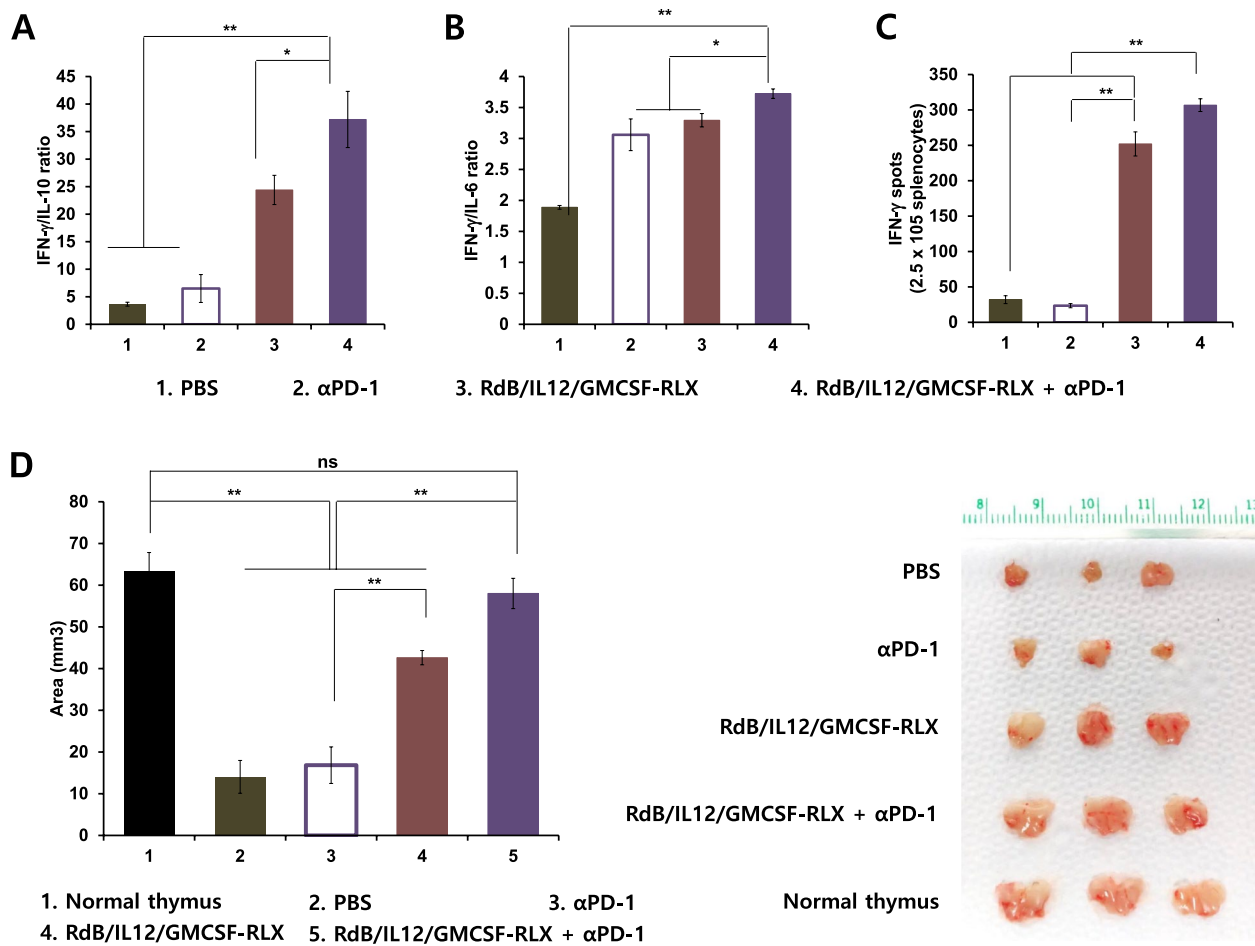 A
B
C
**
*
45
40
35
30
25
20
15
10
5
0
IFN-γ/IL-10 ratio
1 2 3 4
**
*
4
3.5
3
2.5
2
1.5
1
0.5
0
IFN-γ/IL-6 ratio
1 2 3 4
**
**
350
300
250
200
150
100
50
0
IFN-γ spots
(2.5 x 105 splenocytes)
1 2 3 4
1. PBS 2. αPD-1 3. RdB/IL12/GMCSF-RLX 4. RdB/IL12/GMCSF-RLX + αPD-1
D
ns
** **
**
80
70
60
50
40
30
20
10
0
Area (mm3)
1 2 3 4 5
1. Normal thymus 2. PBS 3. αPD-1
4. RdB/IL12/GMCSF-RLX 5. RdB/IL12/GMCSF-RLX + αPD-1
8 9 10 11 12 13
PBS
αPD-1
RdB/IL12/GMCSF-RLX
RdB/IL12/GMCSF-RLX + αPD-1
Normal thymus